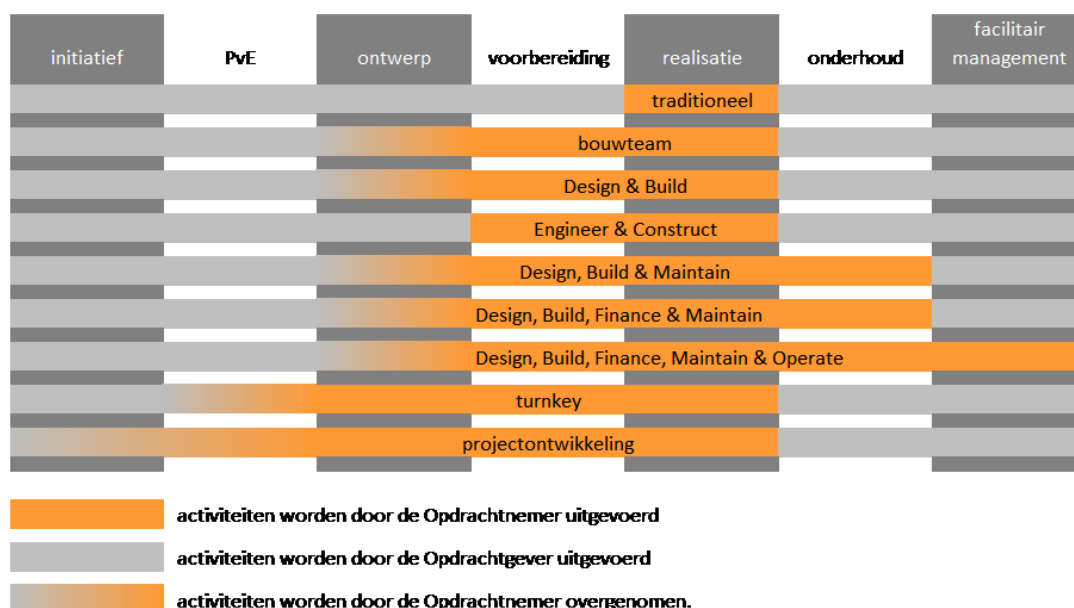 initiatief
PvE
ontwerp
voorbereiding
realisatie
onderhoud
facilitair
management
traditioneel
bouwteam
Design & Build
Engineer & Construct
Design, Build & Maintain
Design, Build, Finance & Maintain
Design, Build, Finance, Maintain & Operate
turnkey
projectontwikkeling
activiteiten worden door de Opdrachtnemer uitgevoerd
activiteiten worden door de Opdrachtgever uitgevoerd
activiteiten worden door de Opdrachtnemer overgenomen.